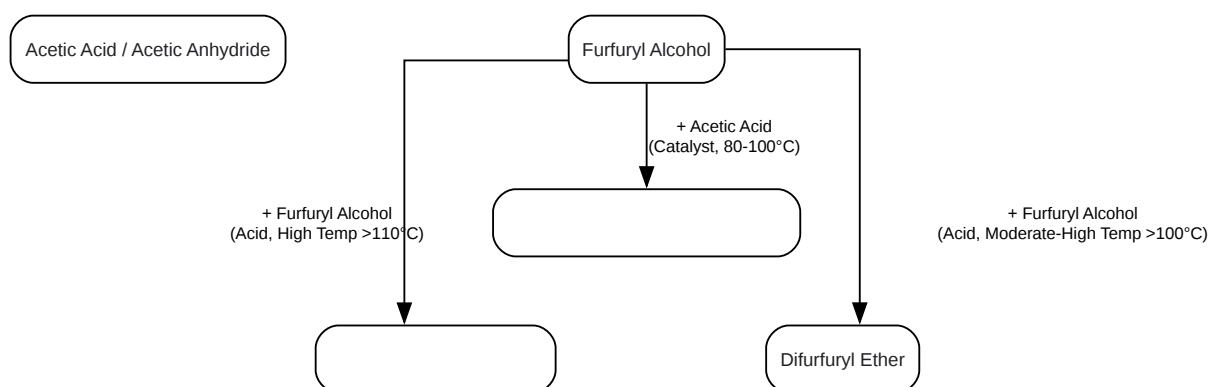 Acetic Acid / Acetic Anhydride
Furfuryl Alcohol
+ Acetic Acid
(Catalyst, 80-100°C)
+ Furfuryl Alcohol
(Acid, High Temp >110°C)
+ Furfuryl Alcohol
(Acid, Moderate-High Temp >100°C)
Difurfuryl Ether